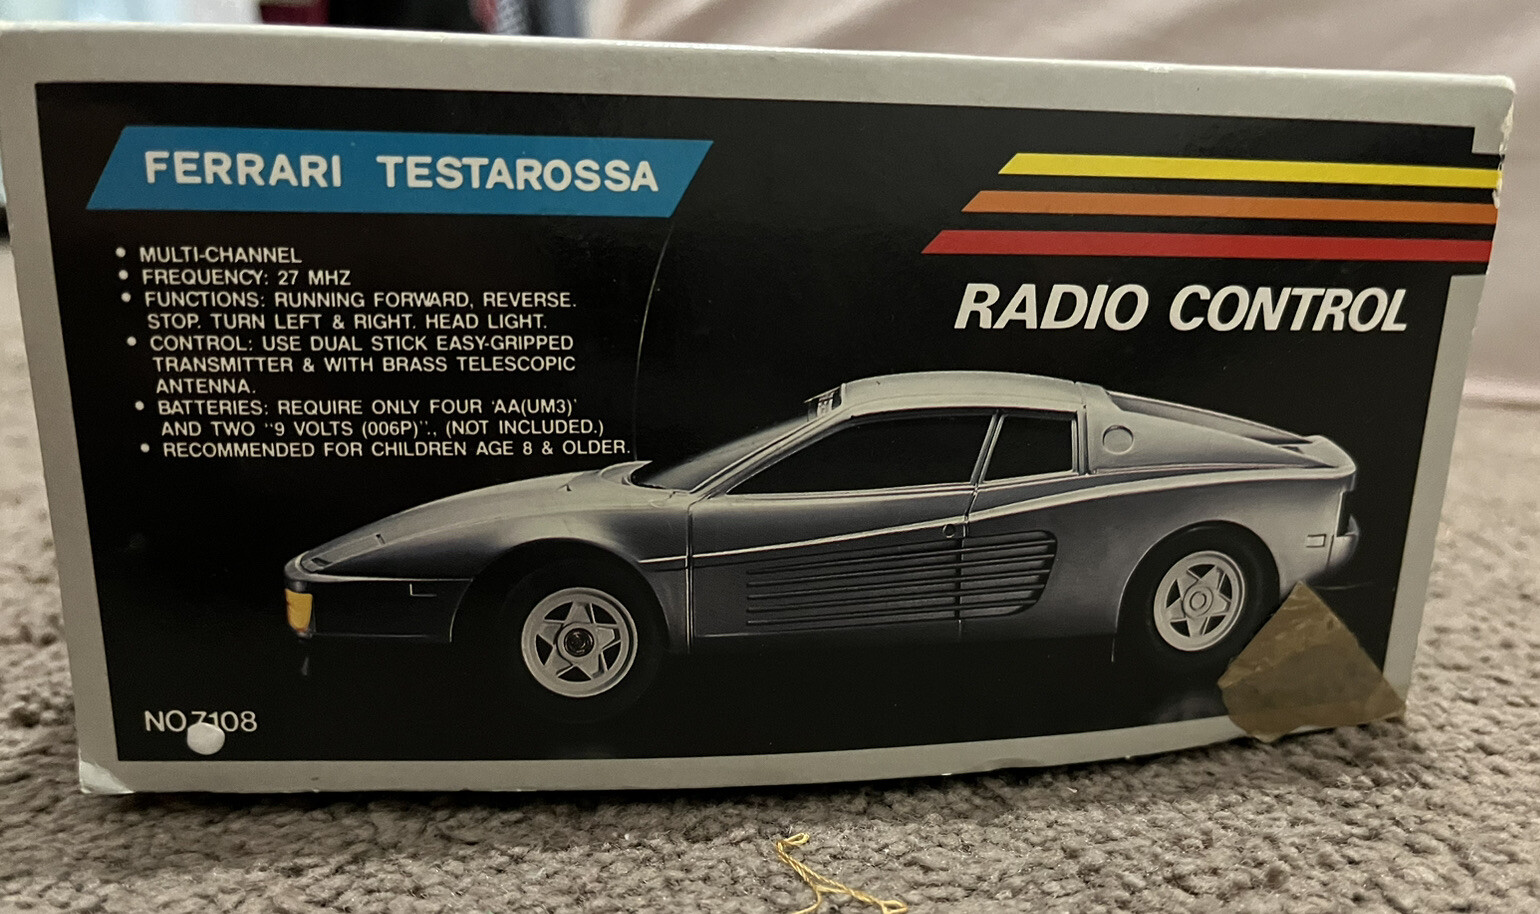 FERRARI TESTAROSSA
• MULTI-CHANNEL
• FREQUENCY: 27 MHZ
• FUNCTIONS: RUNNING FORWARD, REVERSE.
STOP. TURN LEFT & RIGHT. HEAD LIGHT.
• CONTROL: USE DUAL STICK EASY-GRIPPED
TRANSMITTER & WITH BRASS TELESCOPIC
ANTENNA.
• BATTERIES: REQUIRE ONLY FOUR 'AA(UM3)'
AND TWO "9 VOLTS (006P)"., (NOT INCLUDED.)
• RECOMMENDED FOR CHILDREN AGE 8 & OLDER.
RADIO CONTROL
NO.7108